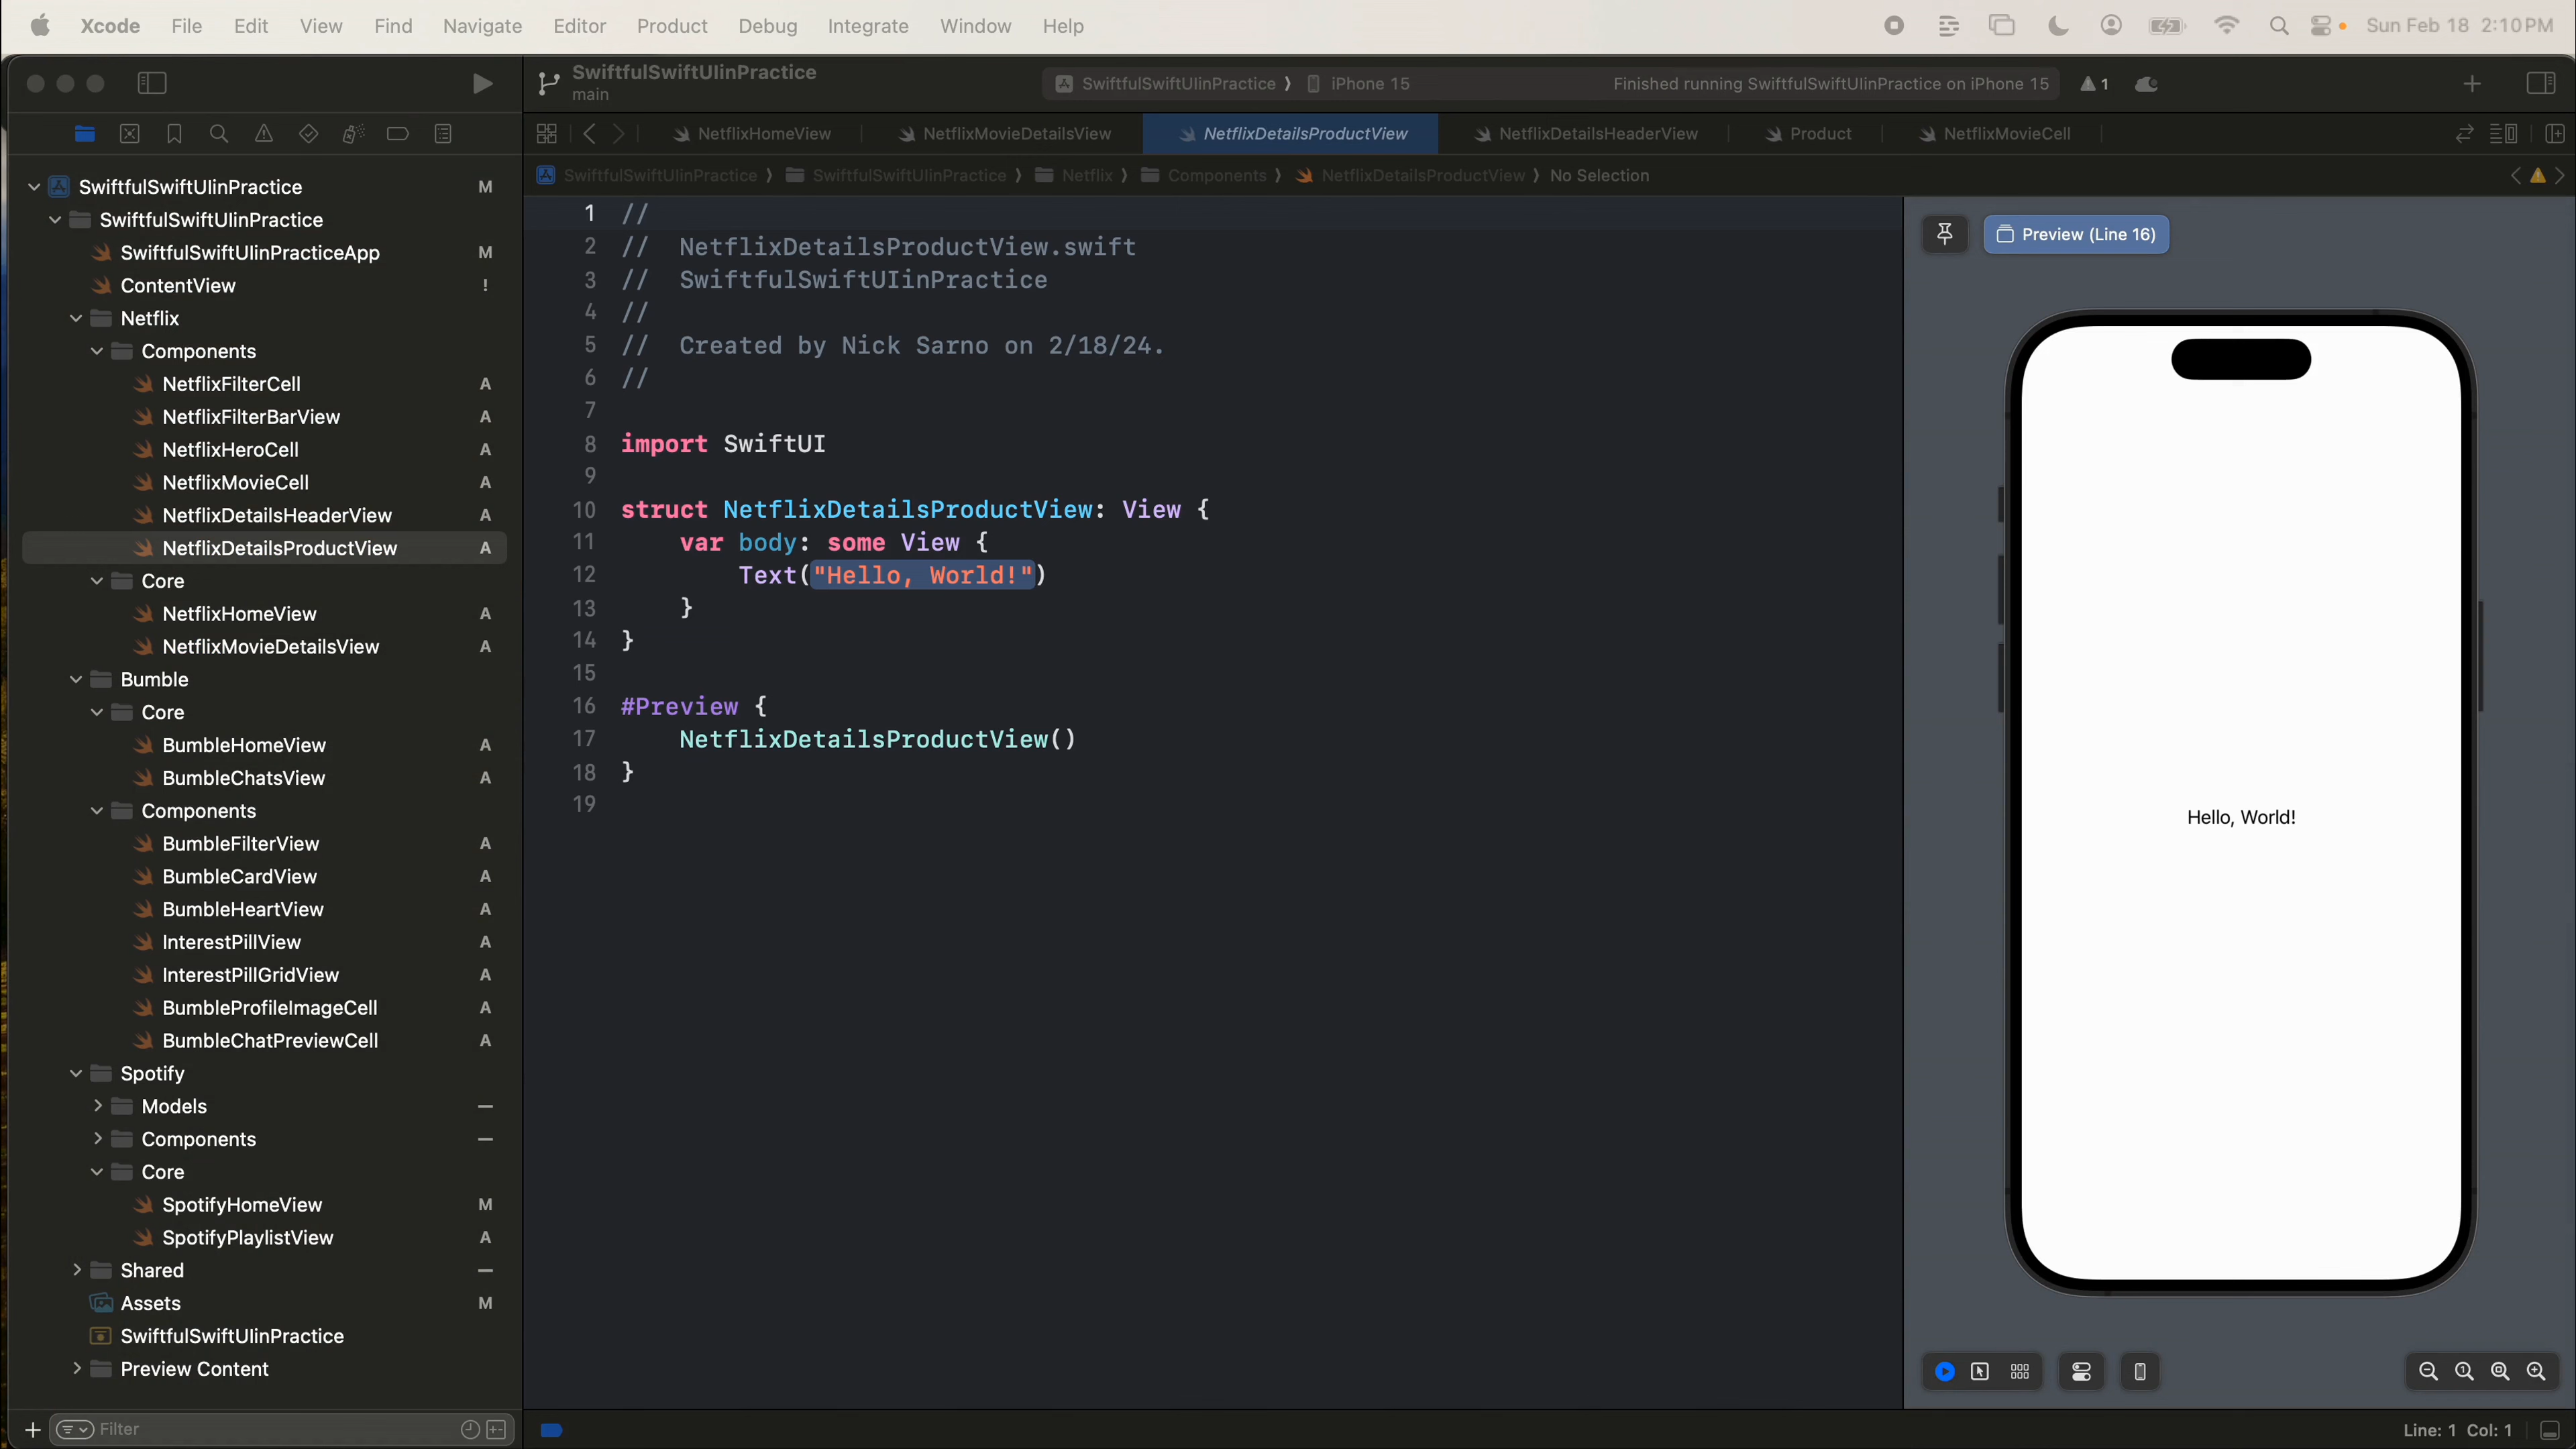 Xcode File Edit View Find Navigate Editor Product Debug Integrate Window Help Sun Feb 18 2:10 PM
SwiftfulSwiftUIinPractice
main
SwiftfulSwiftUIinPractice iPhone 15 Finished running SwiftfulSwiftUIinPractice on iPhone 15 1
NetflixHomeView NetflixMovieDetailsView NetflixDetailsProductView NetflixDetailsHeaderView Product NetflixMovieCell
SwiftfulSwiftUIinPractice SwiftfulSwiftUIinPractice Netflix Components NetflixDetailsProductView No Selection
SwiftfulSwiftUIinPractice M
SwiftfulSwiftUIinPractice
SwiftfulSwiftUIinPracticeApp M
ContentView !
Netflix
Components
NetflixFilterCell A
NetflixFilterBarView A
NetflixHeroCell A
NetflixMovieCell A
NetflixDetailsHeaderView A
NetflixDetailsProductView A
Core
NetflixHomeView A
NetflixMovieDetailsView A
Bumble
Core
BumbleHomeView A
BumbleChatsView A
Components
BumbleFilterView A
BumbleCardView A
BumbleHeartView A
InterestPillView A
InterestPillGridView A
BumbleProfileImageCell A
BumbleChatPreviewCell A
Spotify
Models
Components
Core
SpotifyHomeView M
SpotifyPlaylistView A
Shared
Assets M
SwiftfulSwiftUIinPractice
Preview Content
Filter
1 //
2 // NetflixDetailsProductView.swift
3 // SwiftfulSwiftUIinPractice
4 //
5 // Created by Nick Sarno on 2/18/24.
6 //
7
8 import SwiftUI
9
10 struct NetflixDetailsProductView: View {
11 var body: some View {
12 Text("Hello, World!")
13 }
14 }
15
16 #Preview {
17 NetflixDetailsProductView()
18 }
19
Preview (Line 16)
Hello, World!
Line: 1 Col: 1